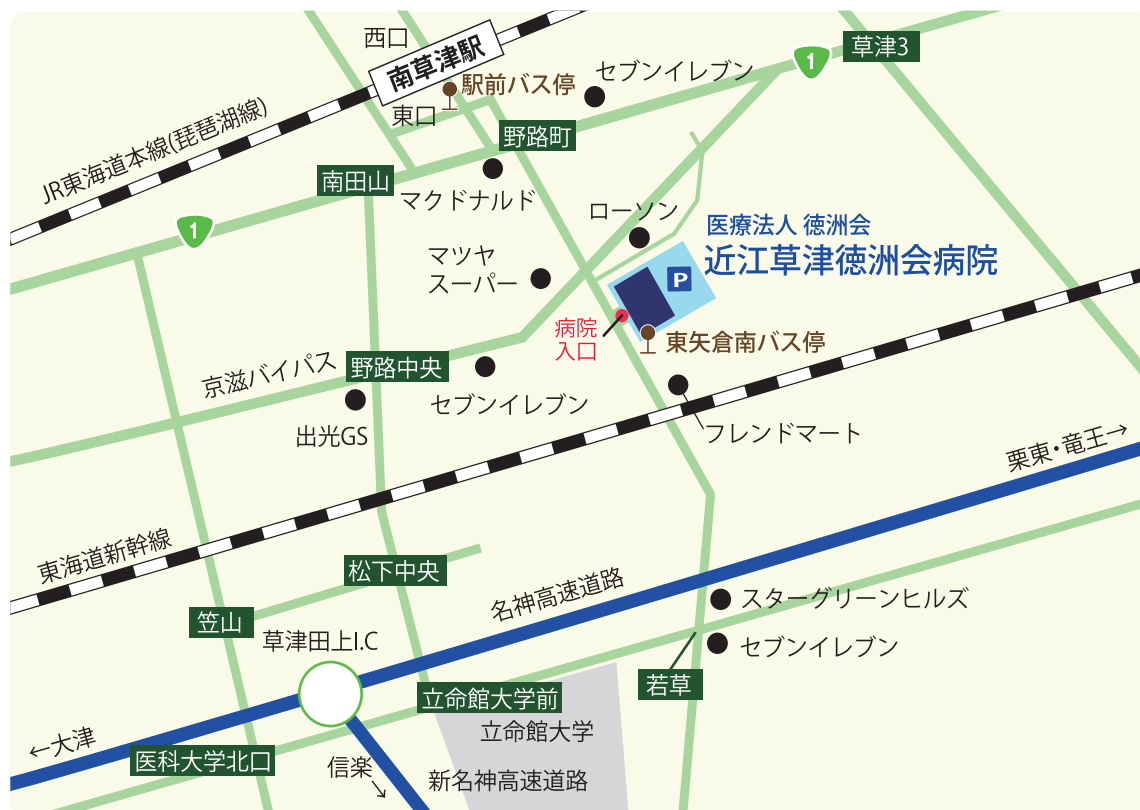 西口
南草津駅
駅前バス停
東口
セブンイレブン
1
草津3
JR東海道本線(琵琶湖線)
野路町
南田山
マクドナルド
1
ローソン
医療法人 徳洲会
近江草津徳洲会病院
マツヤ
スーパー
P
病院
入口
東矢倉南バス停
京滋バイパス
野路中央
セブンイレブン
出光GS
フレンドマート
栗東・竜王→
東海道新幹線
松下中央
名神高速道路
スターグリーンヒルズ
笠山
草津田上I.C
セブンイレブン
若草
立命館大学前
立命館大学
←大津
医科大学北口
信楽
↘
新名神高速道路